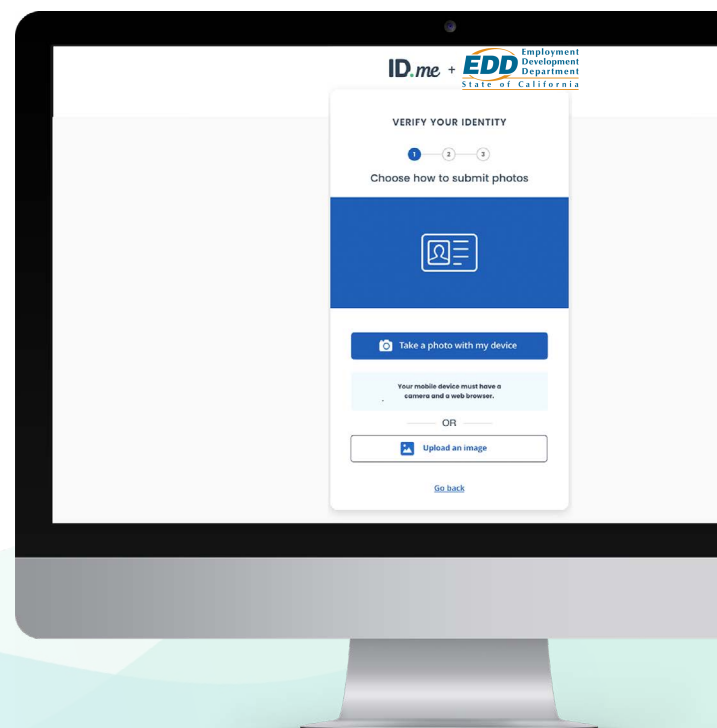 ID.me + EDD Employment
Development
Department
State of California
VERIFY YOUR IDENTITY
1 2 3
Choose how to submit photos
Take a photo with my device
Your mobile device must have a
camera and a web browser.
OR
Upload an image
Go back